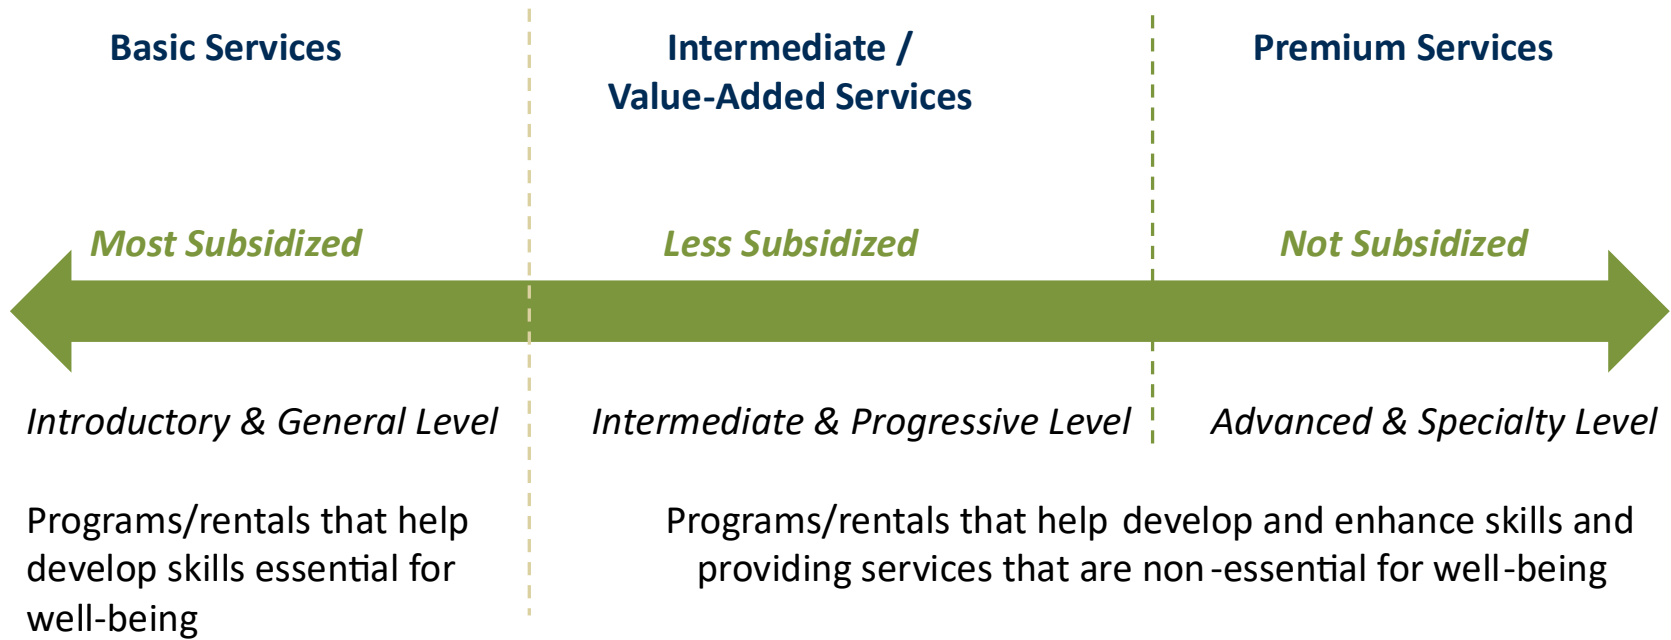 Basic Services
Intermediate /
Value-Added Services
Premium Services
Most Subsidized
Less Subsidized
Not Subsidized
Introductory & General Level
Intermediate & Progressive Level
Advanced & Specialty Level
Programs/rentals that help
develop skills essential for
well-being
Programs/rentals that help develop and enhance skills and
providing services that are non-essential for well-being